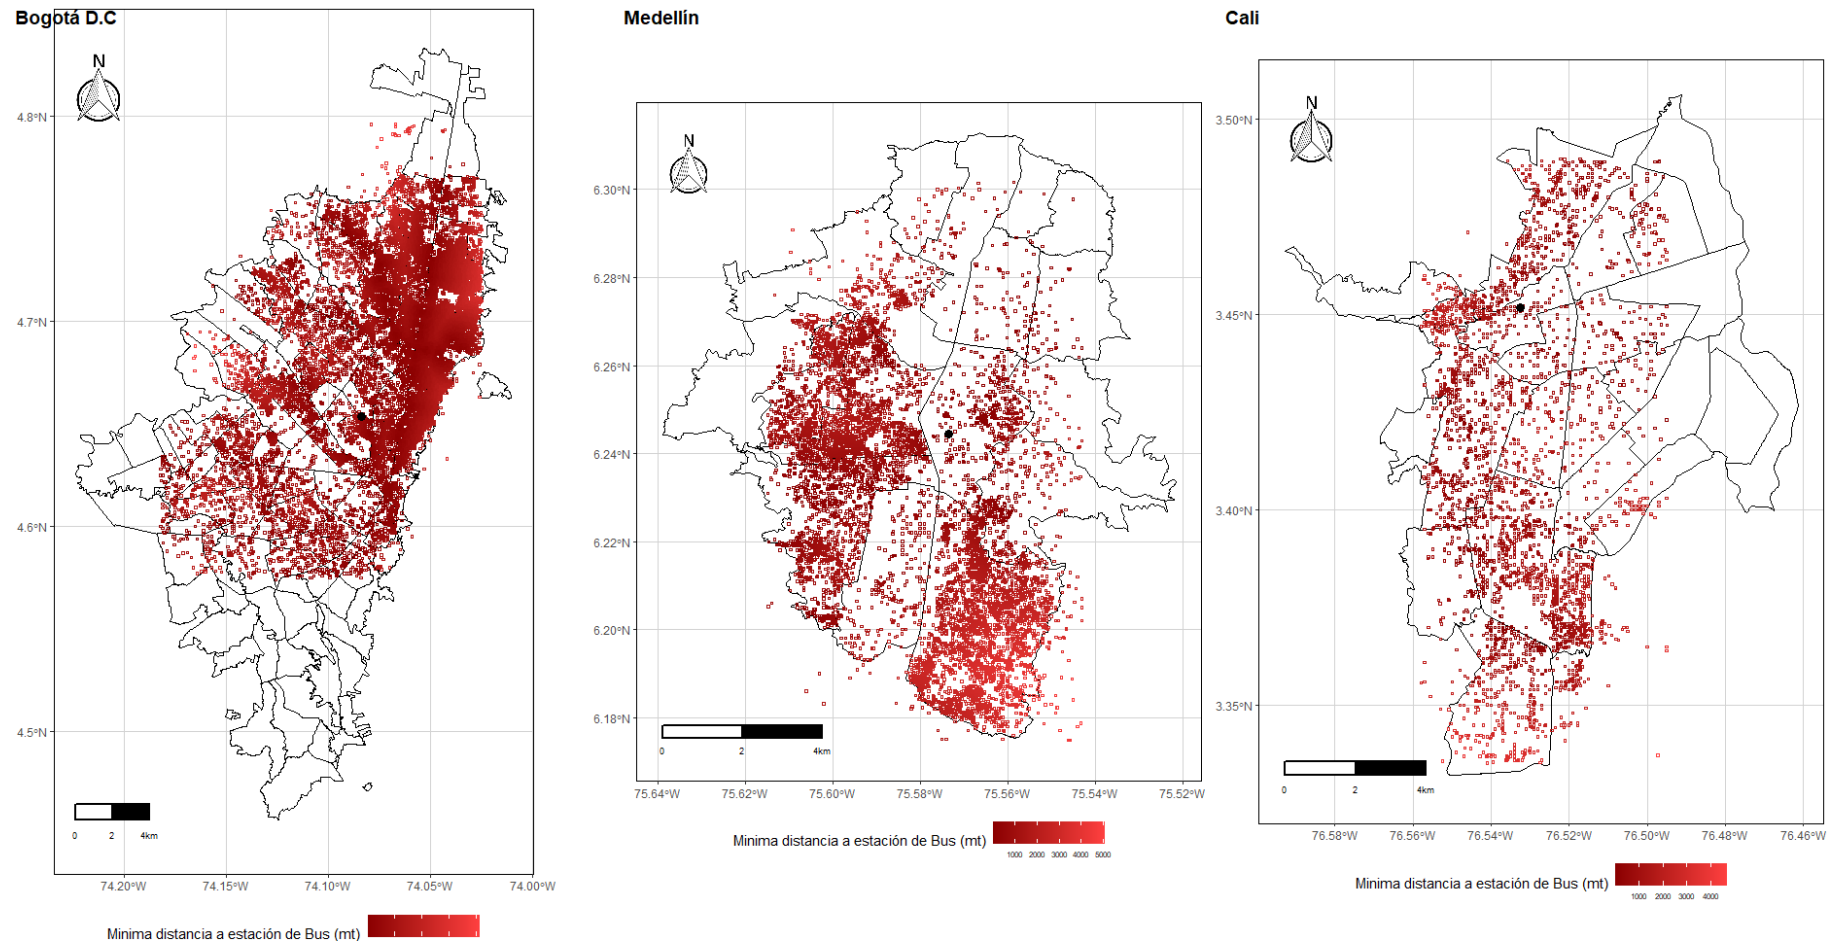 Bogotá D.C
N
4.8°N
4.7°N
4.6°N
4.5°N
0 2 4km
74.20°W 74.15°W 74.10°W 74.05°W 74.00°W
Minima distancia a estación de Bus (mt)
Medellín
N
6.30°N
6.28°N
6.26°N
6.24°N
6.22°N
6.20°N
6.18°N
0 2 4km
75.64°W 75.62°W 75.60°W 75.58°W 75.56°W 75.54°W 75.52°W
Minima distancia a estación de Bus (mt)
1000 2000 3000 4000 5000
Cali
N
3.50°N
3.45°N
3.40°N
3.35°N
0 2 4km
76.58°W 76.56°W 76.54°W 76.52°W 76.50°W 76.48°W 76.46°W
Minima distancia a estación de Bus (mt)
1000 2000 3000 4000